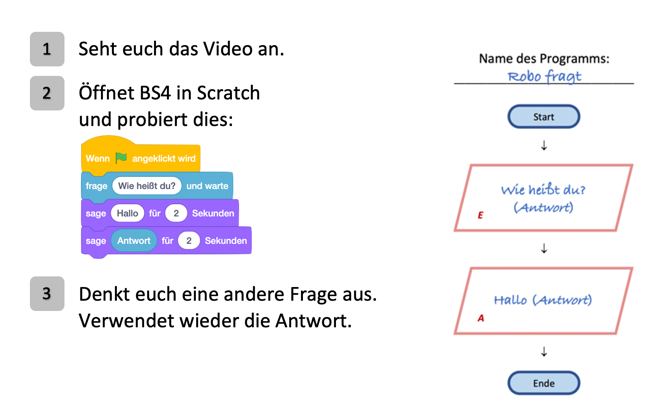 1 Seht euch das Video an.
2 Öffnet BS4 in Scratch
und probiert dies:
Wenn angeklickt wird
frage Wie heißt du? und warte
sage Hallo für 2 Sekunden
sage Antwort für 2 Sekunden
3 Denkt euch eine andere Frage aus.
Verwendet wieder die Antwort.
Name des Programms:
Robo fragt
Start
↓
Wie heißt du?
(Antwort)
E
↓
Hallo (Antwort)
A
↓
Ende